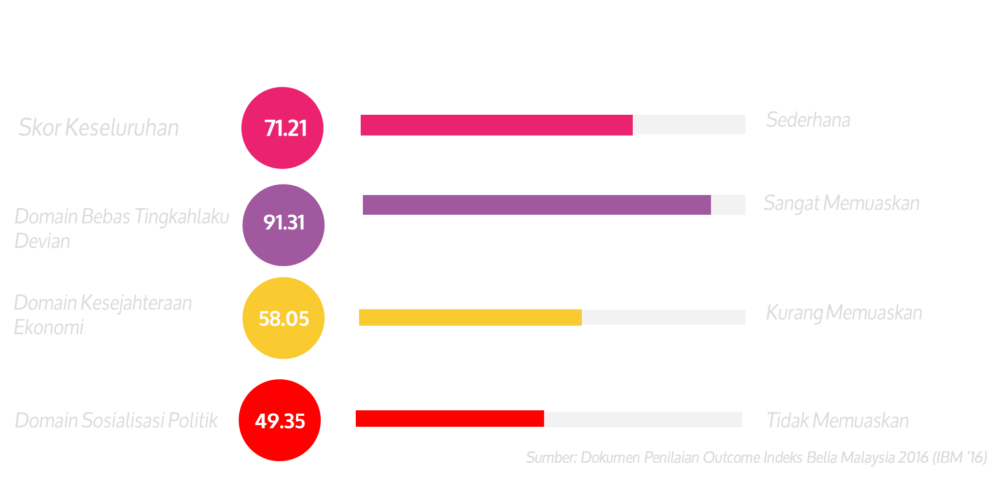 Skor Keseluruhan
71.21
Sederhana
Domain Bebas Tingkahlaku
Devian
91.31
Sangat Memuaskan
Domain Kesejahteraan
Ekonomi
58.05
Kurang Memuaskan
Domain Sosialisasi Politik
49.35
Tidak Memuaskan
Sumber: Dokumen Penilaian Outcome Indeks Belia Malaysia 2016 (IBM '16)